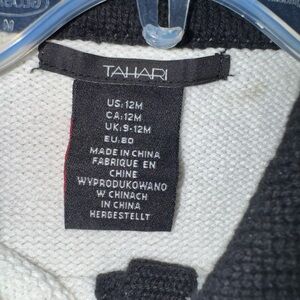 TAHARI
US: 12M
CA: 12M
UK: 9-12M
EU: 80
MADE IN CHINA
FABRIQUE EN
CHINE
WYPRODUKOWANO
W CHINACH
IN CHINA
HERGESTELLT